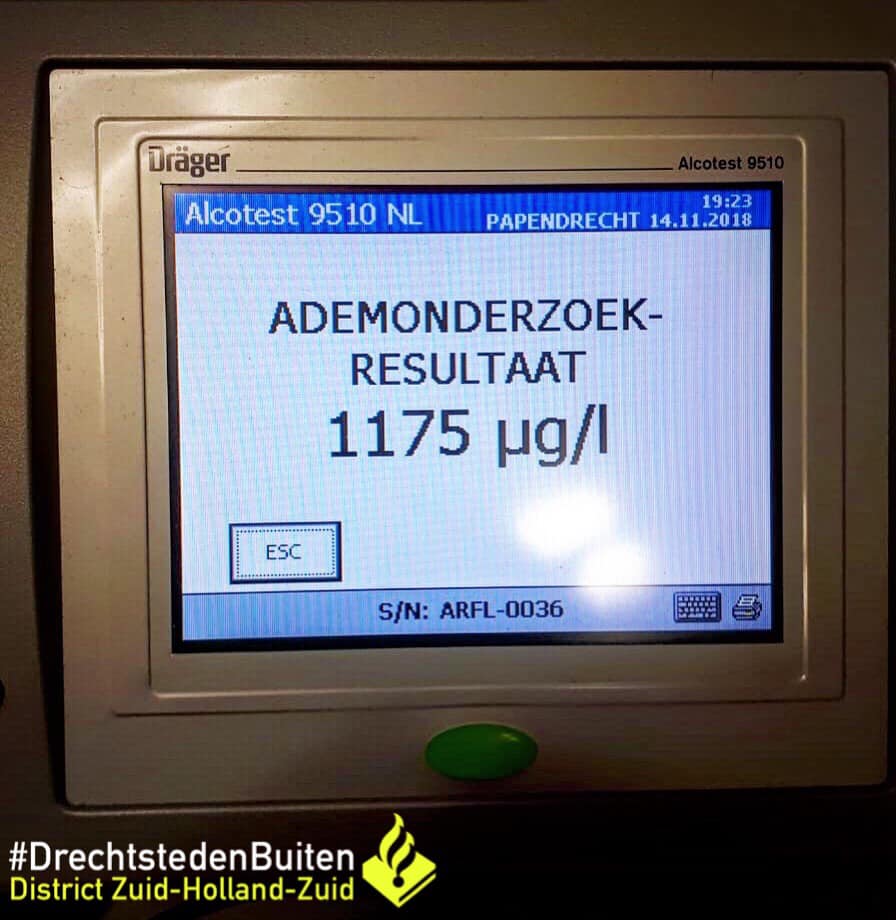 Dräger
Alcotest 9510
Alcotest 9510 NL
19:23
PAPENDRECHT 14.11.2018
ADEMONDERZOEK-
RESULTAAT
1175 µg/l
ESC
S/N: ARFL-0036
#DrechtstedenBuiten
District Zuid-Holland-Zuid